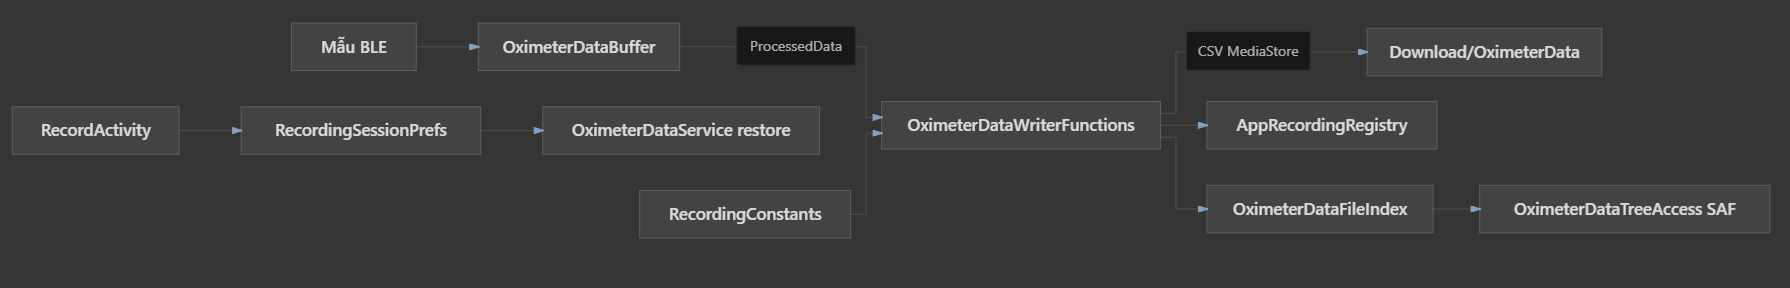 Mẫu BLE
OximeterDataBuffer
ProcessedData
CSV MediaStore
Download/OximeterData
RecordActivity
RecordingSessionPrefs
OximeterDataService restore
OximeterDataWriterFunctions
AppRecordingRegistry
RecordingConstants
OximeterDataFileIndex
OximeterDataTreeAccess SAF